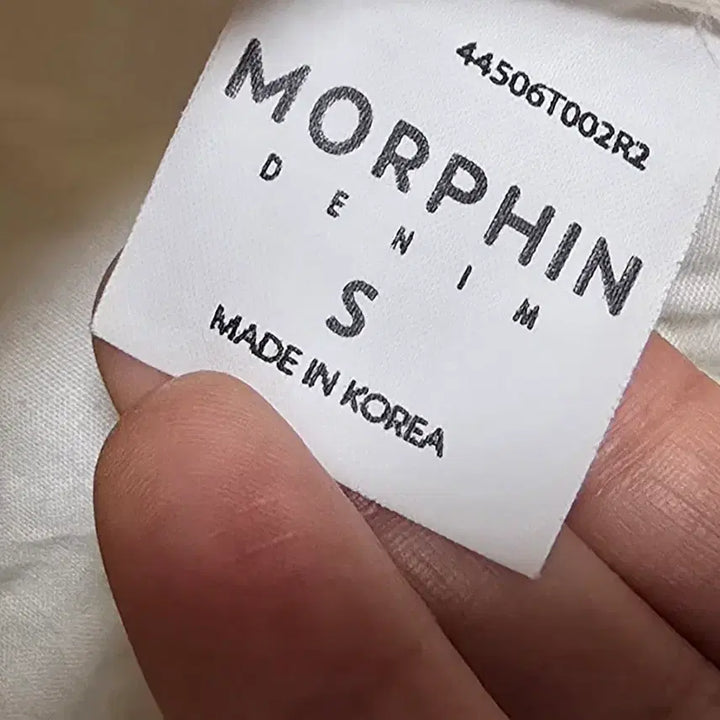 44506T002R2
MORPHIN
DENIM
S
MADE IN KOREA